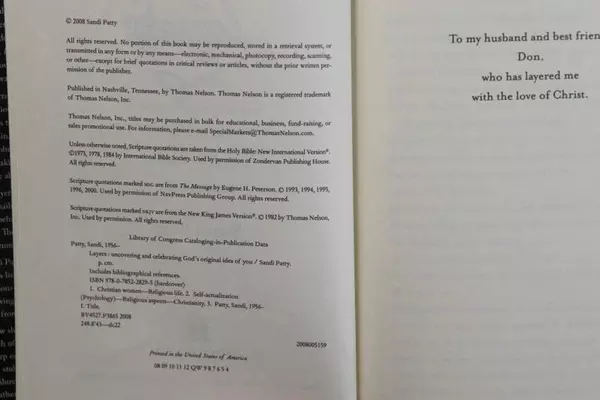 © 2008 Sandi Patty
All rights reserved. No portion of this book may be reproduced, stored in a retrieval system, or
transmitted in any form or by any means—electronic, mechanical, photocopy, recording, scanning,
or other—except for brief quotations in critical reviews or articles, without the prior written per-
mission of the publisher.
Published in Nashville, Tennessee, by Thomas Nelson. Thomas Nelson is a registered trademark
of Thomas Nelson, Inc.
Thomas Nelson, Inc., titles may be purchased in bulk for educational, business, fund-raising, or
sales promotional use. For information, please e-mail SpecialMarkets@ThomasNelson.com.
Unless otherwise noted, Scripture quotations are taken from the Holy Bible: New International Version®.
©1973, 1978, 1984 by International Bible Society. Used by permission of Zondervan Publishing House.
All rights reserved.
Scripture quotations marked MSG are from The Message by Eugene H. Peterson. © 1993, 1994, 1995,
1996, 2000. Used by permission of NavPress Publishing Group. All rights reserved.
Scripture quotations marked NKJV are from the New King James Version®. © 1982 by Thomas Nelson,
Inc. Used by permission. All rights reserved.
Library of Congress Cataloging-in-Publication Data
Patty, Sandi, 1956–
Layers : uncovering and celebrating God's original idea of you / Sandi Patty.
p. cm.
Includes bibliographical references.
ISBN 978-0-7852-2829-5 (hardcover)
1. Christian women—Religious life. 2. Self-actualization
(Psychology)—Religious aspects—Christianity. 3. Patty, Sandi, 1956–
I. Title.
BV4527.P3865 2008
248.8'43—dc22
2008005159
Printed in the United States of America
08 09 10 11 12 QW 9 8 7 6 5 4
To my husband and best frien
Don,
who has layered me
with the love of Christ.